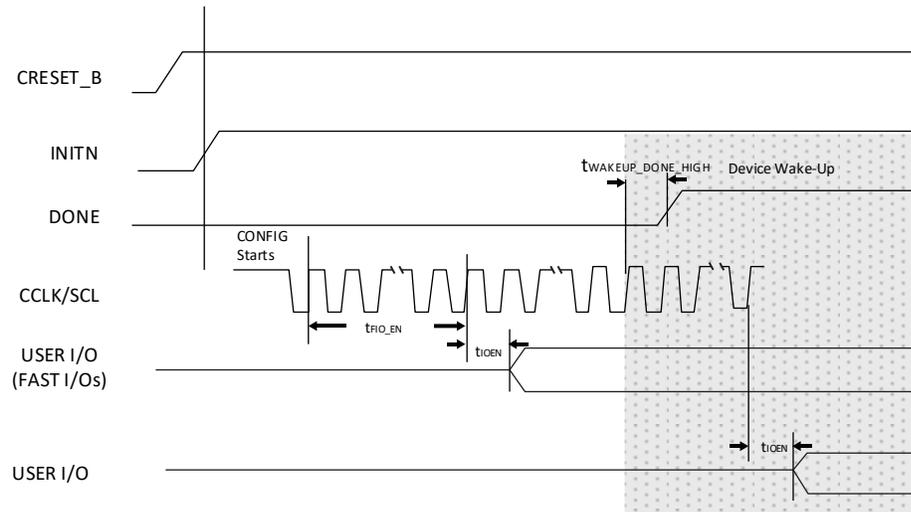 CRESET_B
INITN
tWAKEUP_DONE_HIGH Device Wake-Up
DONE
CONFIG
Starts
CCLK/SCL
tFIO_EN
USER I/O
(FAST I/Os)
tIOEN
tIOEN
USER I/O